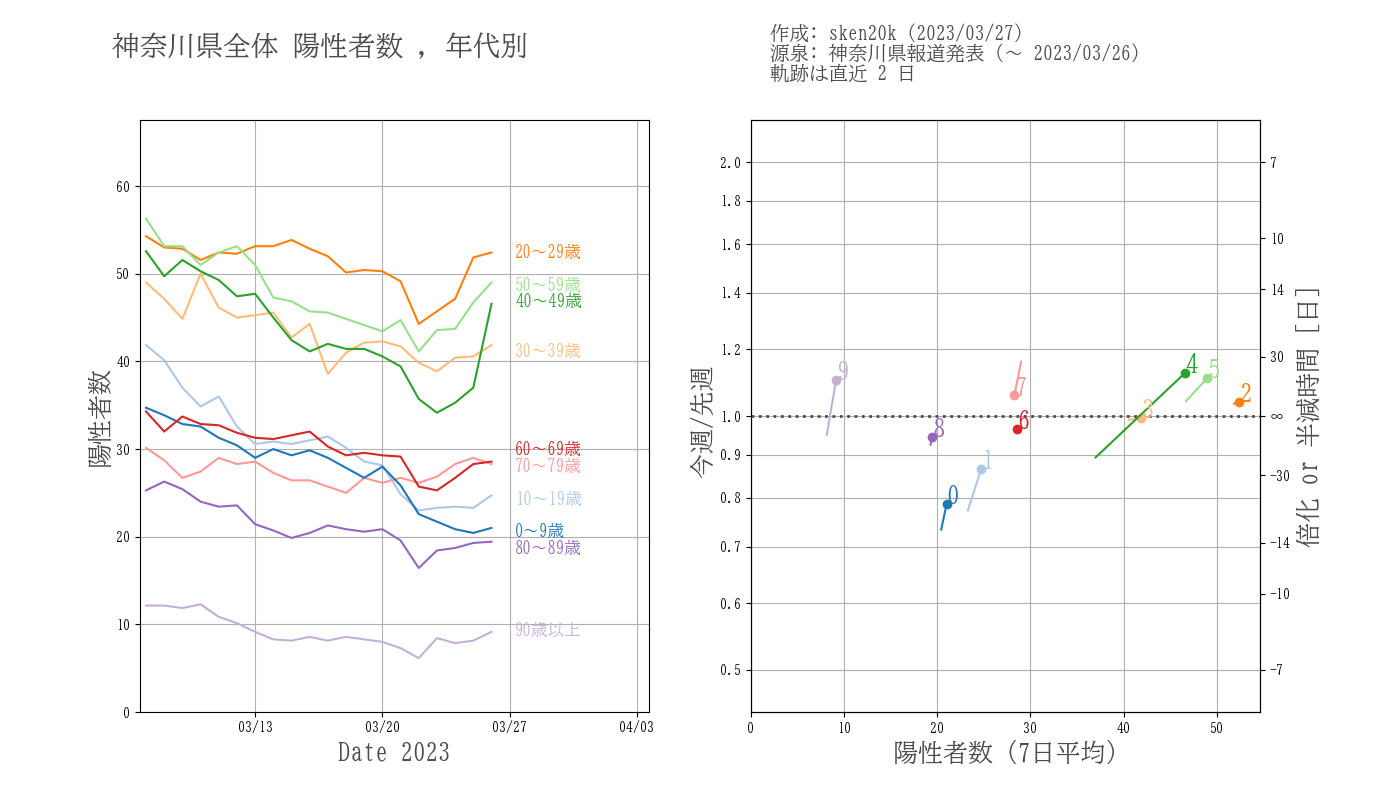 神奈川県全体 陽性者数 , 年代別
作成: sken20k (2023/03/27)
源泉: 神奈川県報道発表 (〜 2023/03/26)
軌跡は直近 2 日
陽性者数
60
50
40
30
20
10
0
20〜29歳
50〜59歳
40〜49歳
30〜39歳
60〜69歳
70〜79歳
10〜19歳
0〜9歳
80〜89歳
90歳以上
03/13
03/20
03/27
04/03
Date 2023
今週/先週
2.0
1.8
1.6
1.4
1.2
1.0
0.9
0.8
0.7
0.6
0.5
9
8
7
6
5
4
3
2
1
0
7
10
14
30
∞
−30
−14
−10
−7
倍化 or 半減時間 [日]
0
10
20
30
40
50
陽性者数 (7日平均)